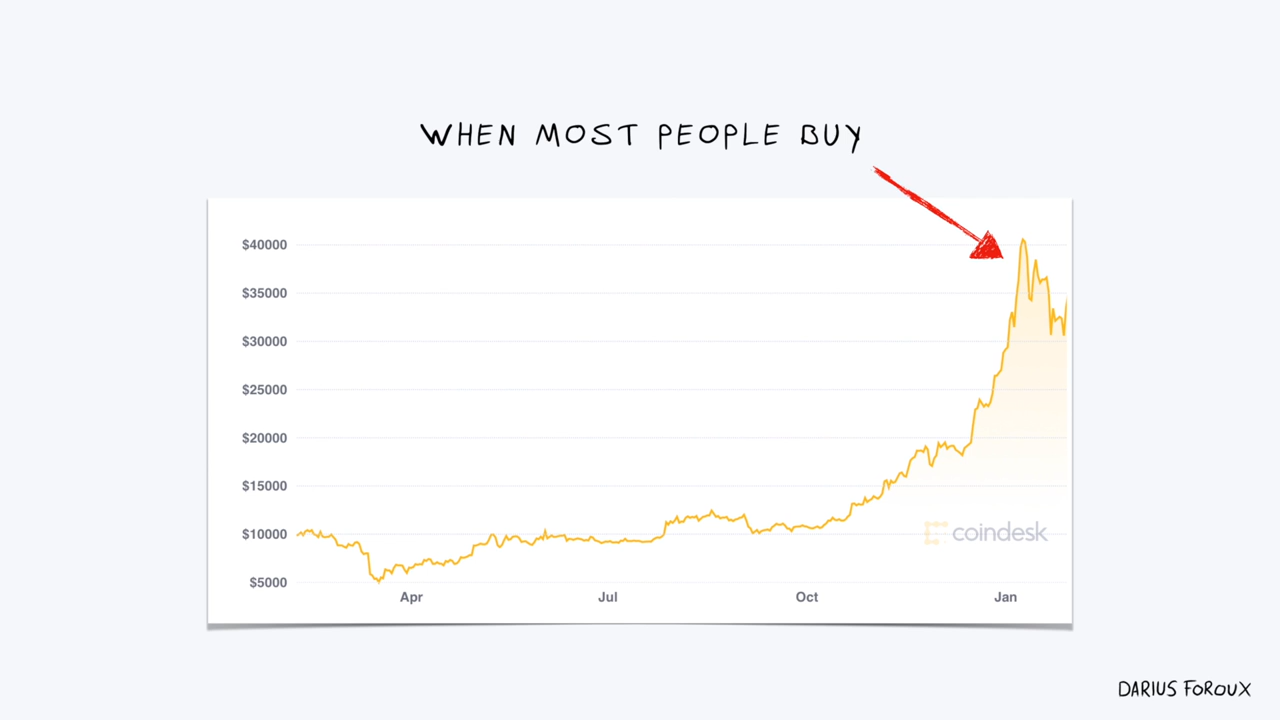 WHEN MOST PEOPLE BUY
$40000
$35000
$30000
$25000
$20000
$15000
$10000
$5000
coindesk
Apr Jul Oct Jan
DARIUS FOROUX